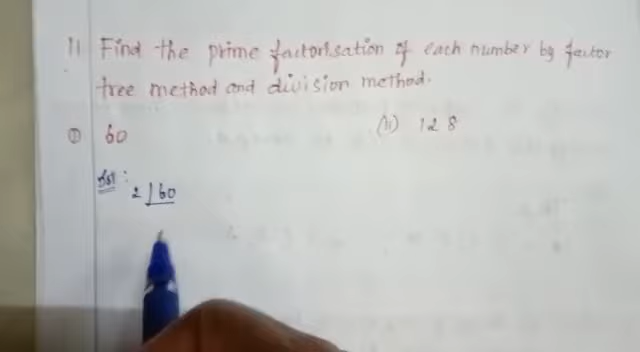 11 Find the prime factorisation of each number by factor
tree method and division method.
(i) 60 (ii) 128
Sol :
2 | 60